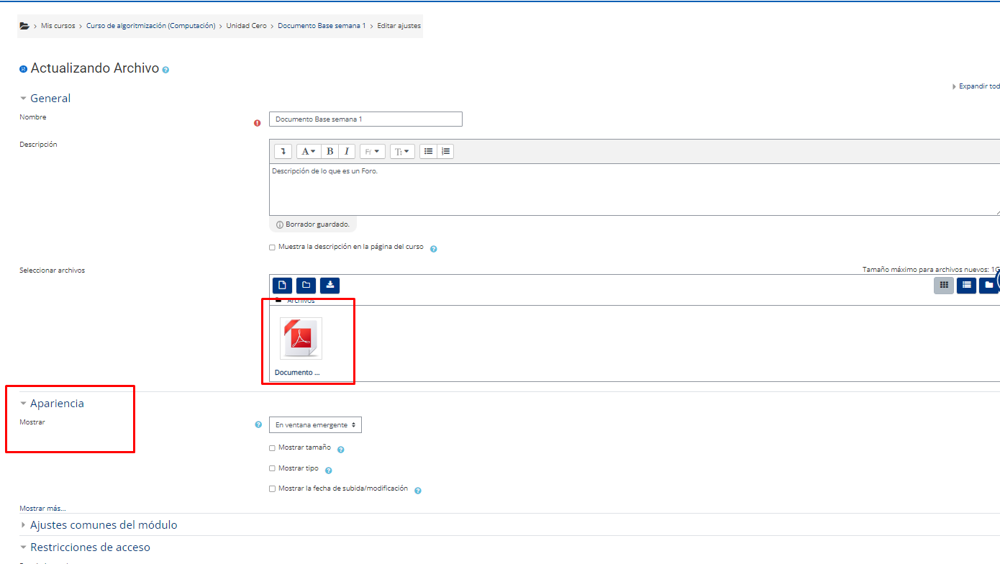 Mis cursos > Curso de algoritmización (Computación) > Unidad Cero > Documento Base semana 1 > Editar ajustes
Actualizando Archivo
Expandir tod
General
Nombre
Documento Base semana 1
Descripción
A B I Fr T
Descripción de lo que es un Foro.
Borrador guardado.
Muestra la descripción en la página del curso
Seleccionar archivos
Tamaño máximo para archivos nuevos: 1G
Archivos
Documento ...
Apariencia
Mostrar
En ventana emergente
Mostrar tamaño
Mostrar tipo
Mostrar la fecha de subida/modificación
Mostrar más...
Ajustes comunes del módulo
Restricciones de acceso